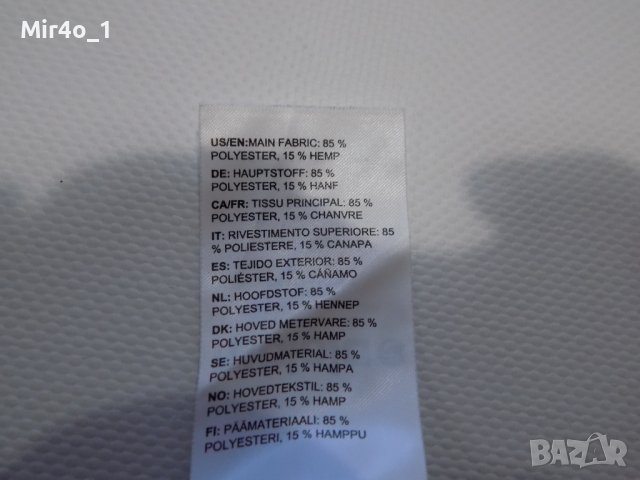 Mir4o_1
US/EN:MAIN FABRIC: 85 %
POLYESTER, 15 % HEMP
DE: HAUPTSTOFF: 85 %
POLYESTER, 15 % HANF
CA/FR: TISSU PRINCIPAL: 85 %
POLYESTER, 15 % CHANVRE
IT: RIVESTIMENTO SUPERIORE: 85
% POLIESTERE, 15 % CANAPA
ES: TEJIDO EXTERIOR: 85 %
POLIÉSTER, 15 % CÁÑAMO
NL: HOOFDSTOF: 85 %
POLYESTER, 15 % HENNEP
DK: HOVED METERVARE: 85 %
POLYESTER, 15 % HAMP
SE: HUVUDMATERIAL: 85 %
POLYESTER, 15 % HAMPA
NO: HOVEDTEKSTIL: 85 %
POLYESTER, 15 % HAMP
FI: PÄÄMATERIAALI: 85 %
POLYESTERI, 15 % HAMPPU
BAZAR